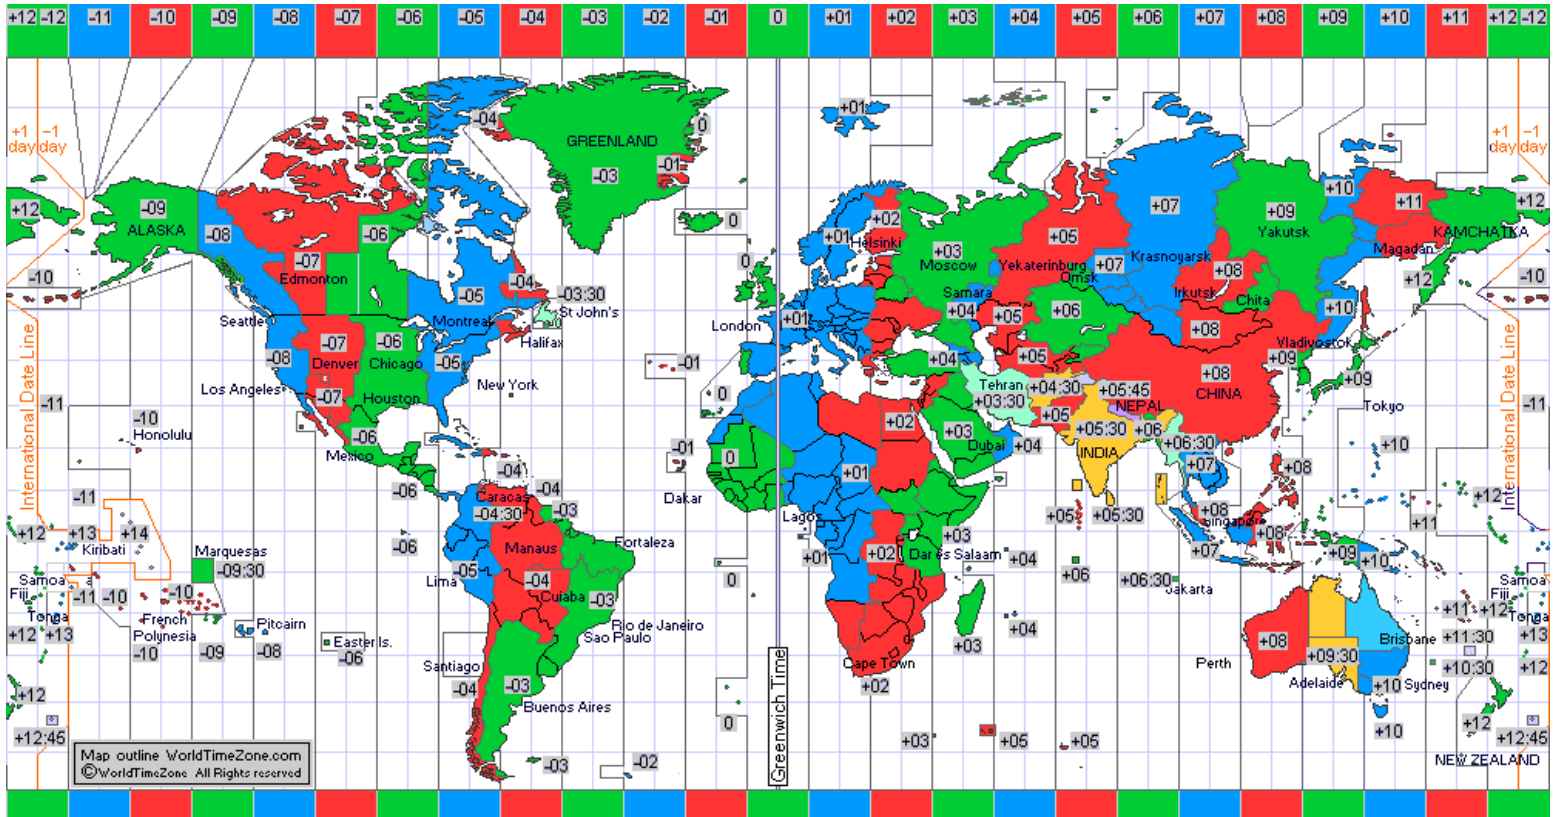 +12 -12 -11 -10 -09 -08 -07 -06 -05 -04 -03 -02 -01 0 +01 +02 +03 +04 +05 +06 +07 +08 +09 +10 +11 +12 -12
+1 day -1 day
+1 day -1 day
-04
GREENLAND
-03
0
-01
0
+01
+12
-09
ALASKA
-08
-06
-07
Edmonton
-10
-05
-04
-03:30
St John's
Halifax
Montreal
Seattle
-08
-07
Denver
-06
Chicago
-05
Los Angeles
-07
Houston
New York
-06
Mexico
-11
-10
Honolulu
International Date Line
-11
+12
+13
+14
Kiribati
Marquesas
-09:30
Samoa
a
Fiji
-11
-10
-10
Tonga
French
Polynesia
+12
+13
-10
-09
Pitcairn
-08
Easter Is.
-06
+12
+12:45
-06
-06
-04
Caracas
-04:30
-04
-03
Manaus
Fortaleza
-05
Lima
-04
Cuiaba
-03
Rio de Janeiro
Sao Paulo
Santiago
-04
-03
Buenos Aires
-03
-02
0
London
+01
-01
0
-01
Dakar
0
Lagos
+01
0
0
Greenwich Time
+01
+02
Helsinki
+03
Moscow
Samara
+04
+05
Yekaterinburg
Omsk
+07
+07
Krasnoyarsk
+06
+05
+05
+04
Tehran
+03:30
+04:30
+05
+05:45
NEPAL
+05:30
INDIA
+06
+06:30
+07
+08
Irkutsk
Chita
+08
+08
CHINA
+09
Yakutsk
+10
+11
Magadan
+12
KAMCHATKA
+12
-10
+10
Vladivostok
+09
+09
Tokyo
-11
International Date Line
+02
+03
Dubai
+04
+01
+02
+03
Dar es Salaam
+04
+04
+03
Cape Town
+02
+05
+05:30
+06
+06:30
Jakarta
+07
+08
Singapore
+08
+08
+09
+10
+10
+11
+12
+08
Perth
+09:30
Adelaide
Brisbane
+10
Sydney
+10
+11
+12
+11:30
+10:30
Samoa
Fiji
Tonga
+13
+12
+12
+12:45
NEW ZEALAND
+03
+05
+05
Map outline WorldTimeZone.com
©WorldTimeZone All Rights reserved